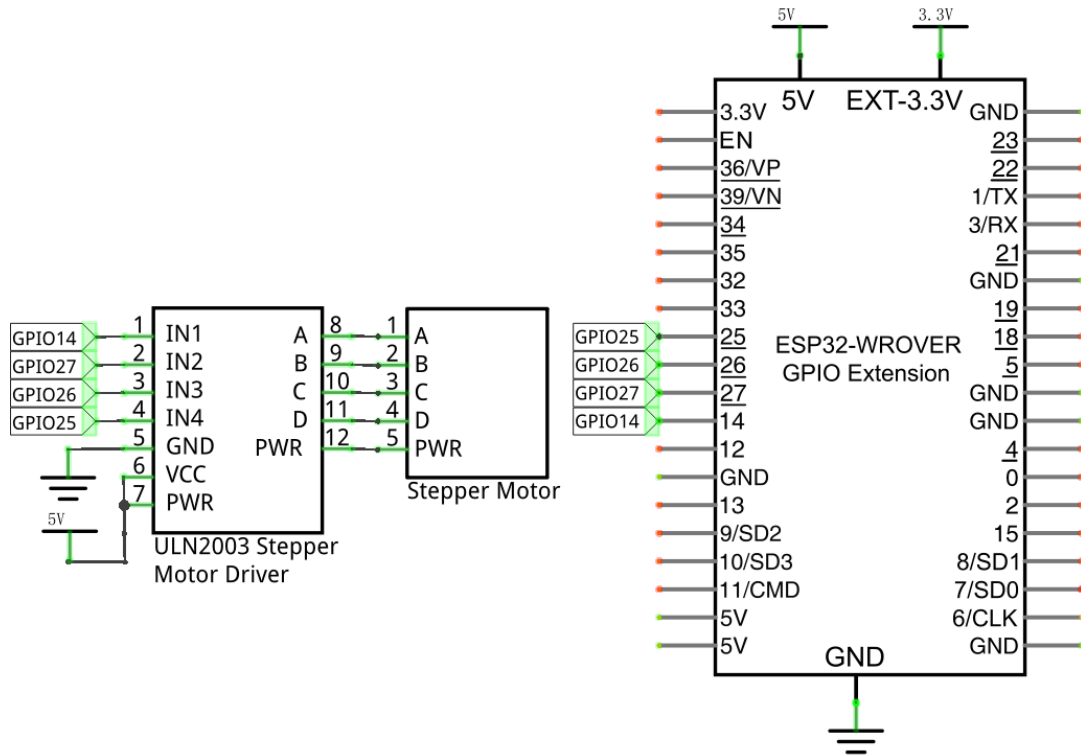 5V
3.3V
5V
EXT-3.3V
3.3V
EN
36/VP
39/VN
34
35
32
33
25
26
27
14
12
GND
13
9/SD2
10/SD3
11/CMD
5V
5V
GND
23
22
1/TX
3/RX
21
GND
19
18
5
GND
GND
4
0
2
15
8/SD1
7/SD0
6/CLK
GND
ESP32-WROVER
GPIO Extension
GND
GPIO25
GPIO26
GPIO27
GPIO14
GPIO14
GPIO27
GPIO26
GPIO25
5V
1
2
3
4
5
6
7
IN1
IN2
IN3
IN4
GND
VCC
PWR
A
B
C
D
PWR
8
9
10
11
12
ULN2003 Stepper
Motor Driver
1
2
3
4
5
A
B
C
D
PWR
Stepper Motor